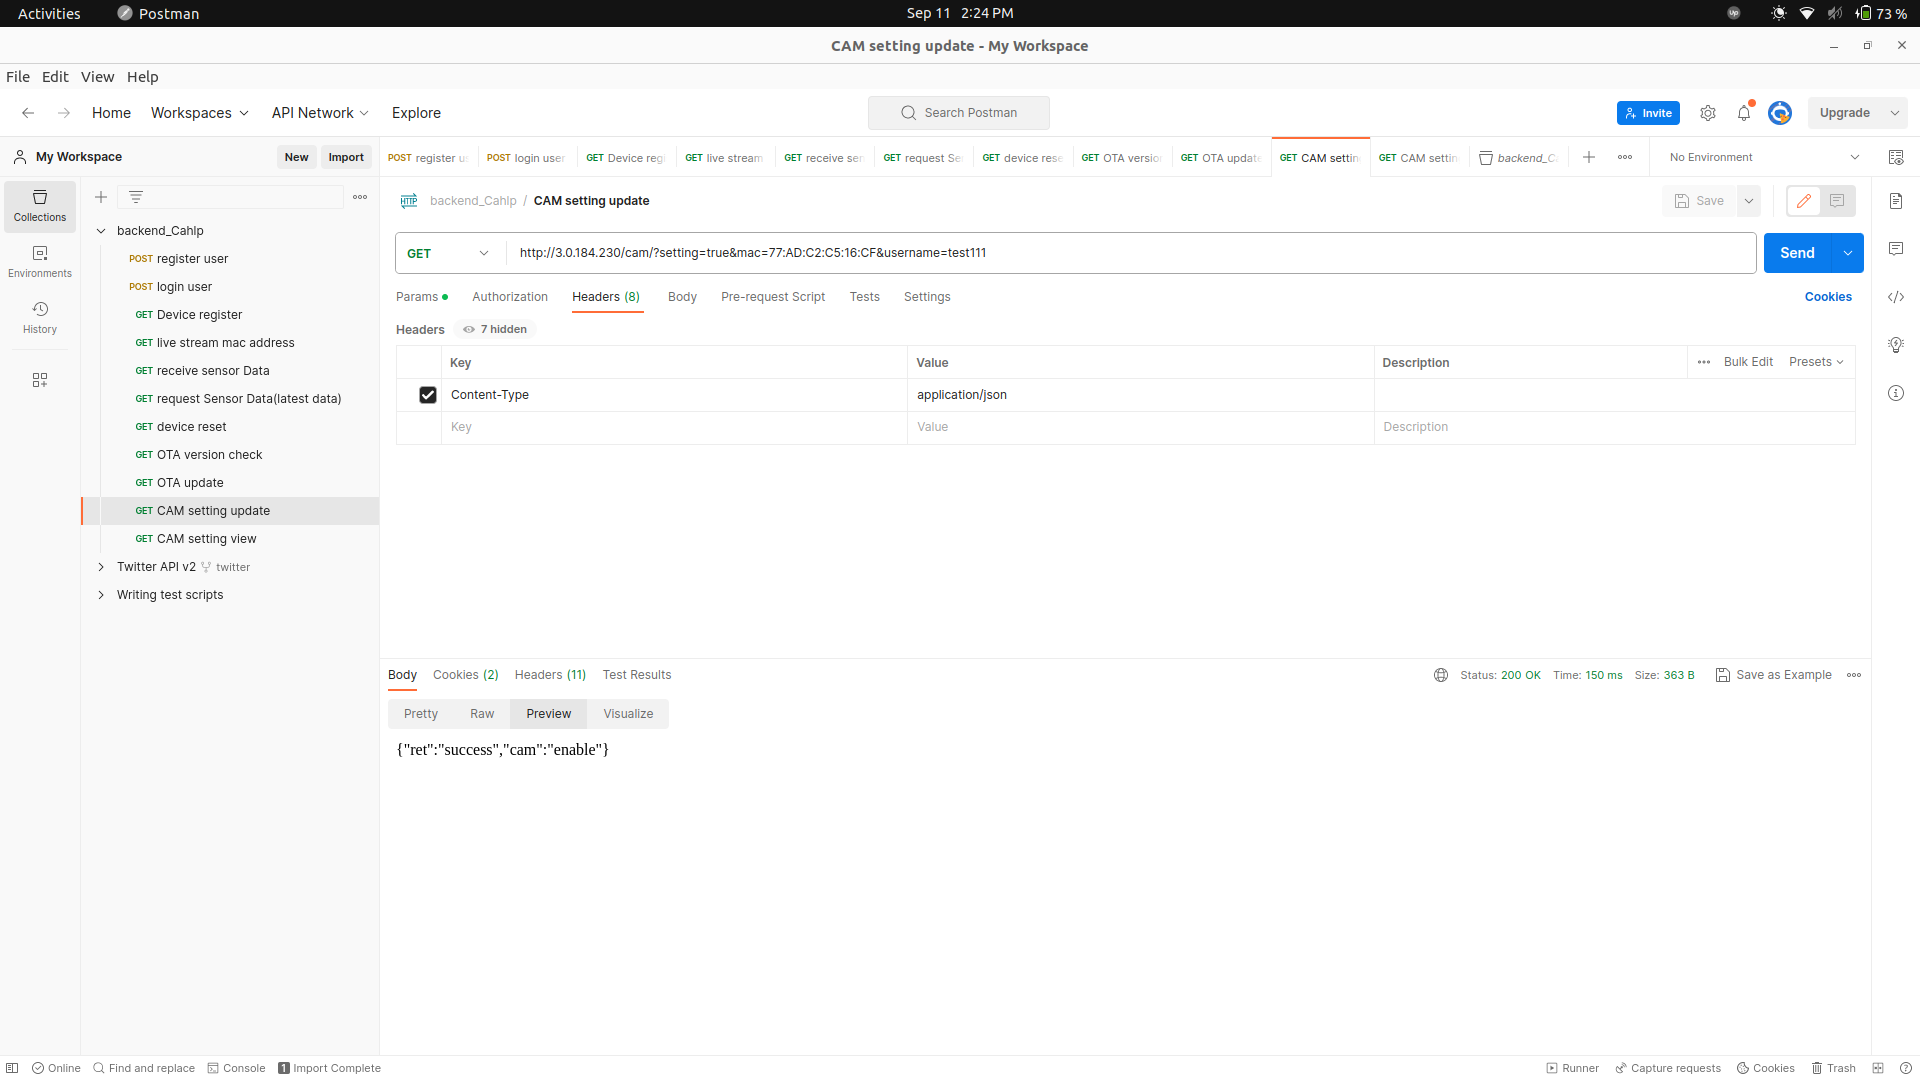 Activities Postman Sep 11 2:24 PM 73 %
CAM setting update - My Workspace
File Edit View Help
Home Workspaces API Network Explore Search Postman Invite Upgrade
My Workspace New Import
POST register u POST login user GET Device regi GET live stream GET receive sen GET request Se GET device rese GET OTA versio GET OTA update GET CAM settin GET CAM settin backend_C No Environment
Collections
Environments
History
backend_Cahlp
POST register user
POST login user
GET Device register
GET live stream mac address
GET receive sensor Data
GET request Sensor Data(latest data)
GET device reset
GET OTA version check
GET OTA update
GET CAM setting update
GET CAM setting view
Twitter API v2 twitter
Writing test scripts
HTTP backend_Cahlp / CAM setting update Save
GET http://3.0.184.230/cam/?setting=true&mac=77:AD:C2:C5:16:CF&username=test111 Send
Params Authorization Headers (8) Body Pre-request Script Tests Settings Cookies
Headers 7 hidden
Key Value Description Bulk Edit Presets
Content-Type application/json
Key Value Description
Body Cookies (2) Headers (11) Test Results Status: 200 OK Time: 150 ms Size: 363 B Save as Example
Pretty Raw Preview Visualize
{"ret":"success","cam":"enable"}
Online Find and replace Console 1 Import Complete Runner Capture requests Cookies Trash